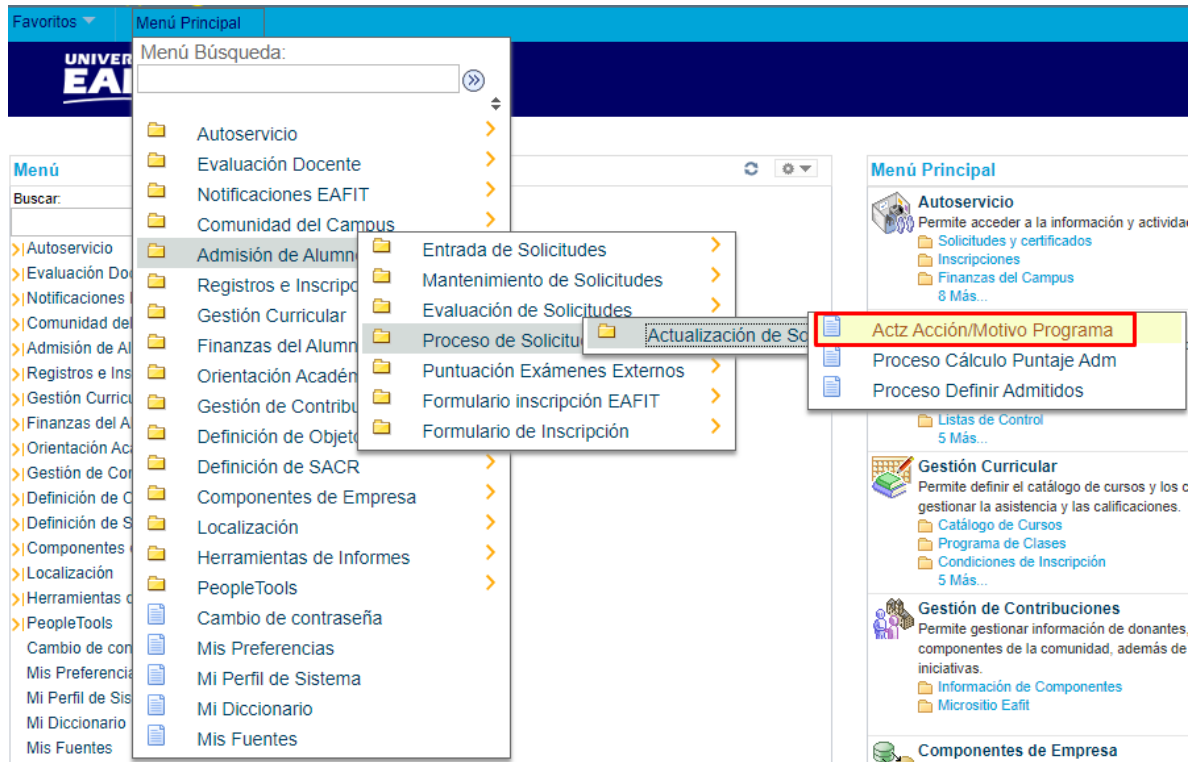 Favoritos
Menú Principal
UNIVER
EAI
Menú Búsqueda:
Autoservicio
Evaluación Docente
Notificaciones EAFIT
Comunidad del Campus
Admisión de Alumn
Registros e Inscripc
Gestión Curricular
Finanzas del Alumn
Orientación Académ
Gestión de Contribu
Definición de Objeto
Definición de SACR
Componentes de Empresa
Localización
Herramientas de Informes
PeopleTools
Cambio de contraseña
Mis Preferencias
Mi Perfil de Sistema
Mi Diccionario
Mis Fuentes
Entrada de Solicitudes
Mantenimiento de Solicitudes
Evaluación de Solicitudes
Proceso de Solicitu
Puntuación Exámenes Externos
Formulario inscripción EAFIT
Formulario de Inscripción
Actualización de So
Actz Acción/Motivo Programa
Proceso Cálculo Puntaje Adm
Proceso Definir Admitidos
Menú
Buscar:
Autoservicio
Evaluación Do
Notificaciones
Comunidad del
Admisión de Al
Registros e Ins
Gestión Curricu
Finanzas del A
Orientación Aca
Gestión de Con
Definición de O
Definición de S
Componentes
Localización
Herramientas d
PeopleTools
Cambio de con
Mis Preferencia
Mi Perfil de Sis
Mi Diccionario
Mis Fuentes
Menú Principal
Autoservicio
Permite acceder a la información y actividad
Solicitudes y certificados
Inscripciones
Finanzas del Campus
8 Más...
Listas de Control
5 Más...
Gestión Curricular
Permite definir el catálogo de cursos y los c
gestionar la asistencia y las calificaciones.
Catálogo de Cursos
Programa de Clases
Condiciones de Inscripción
5 Más...
Gestión de Contribuciones
Permite gestionar información de donantes,
componentes de la comunidad, además de
iniciativas.
Información de Componentes
Micrositio Eafit
Componentes de Empresa